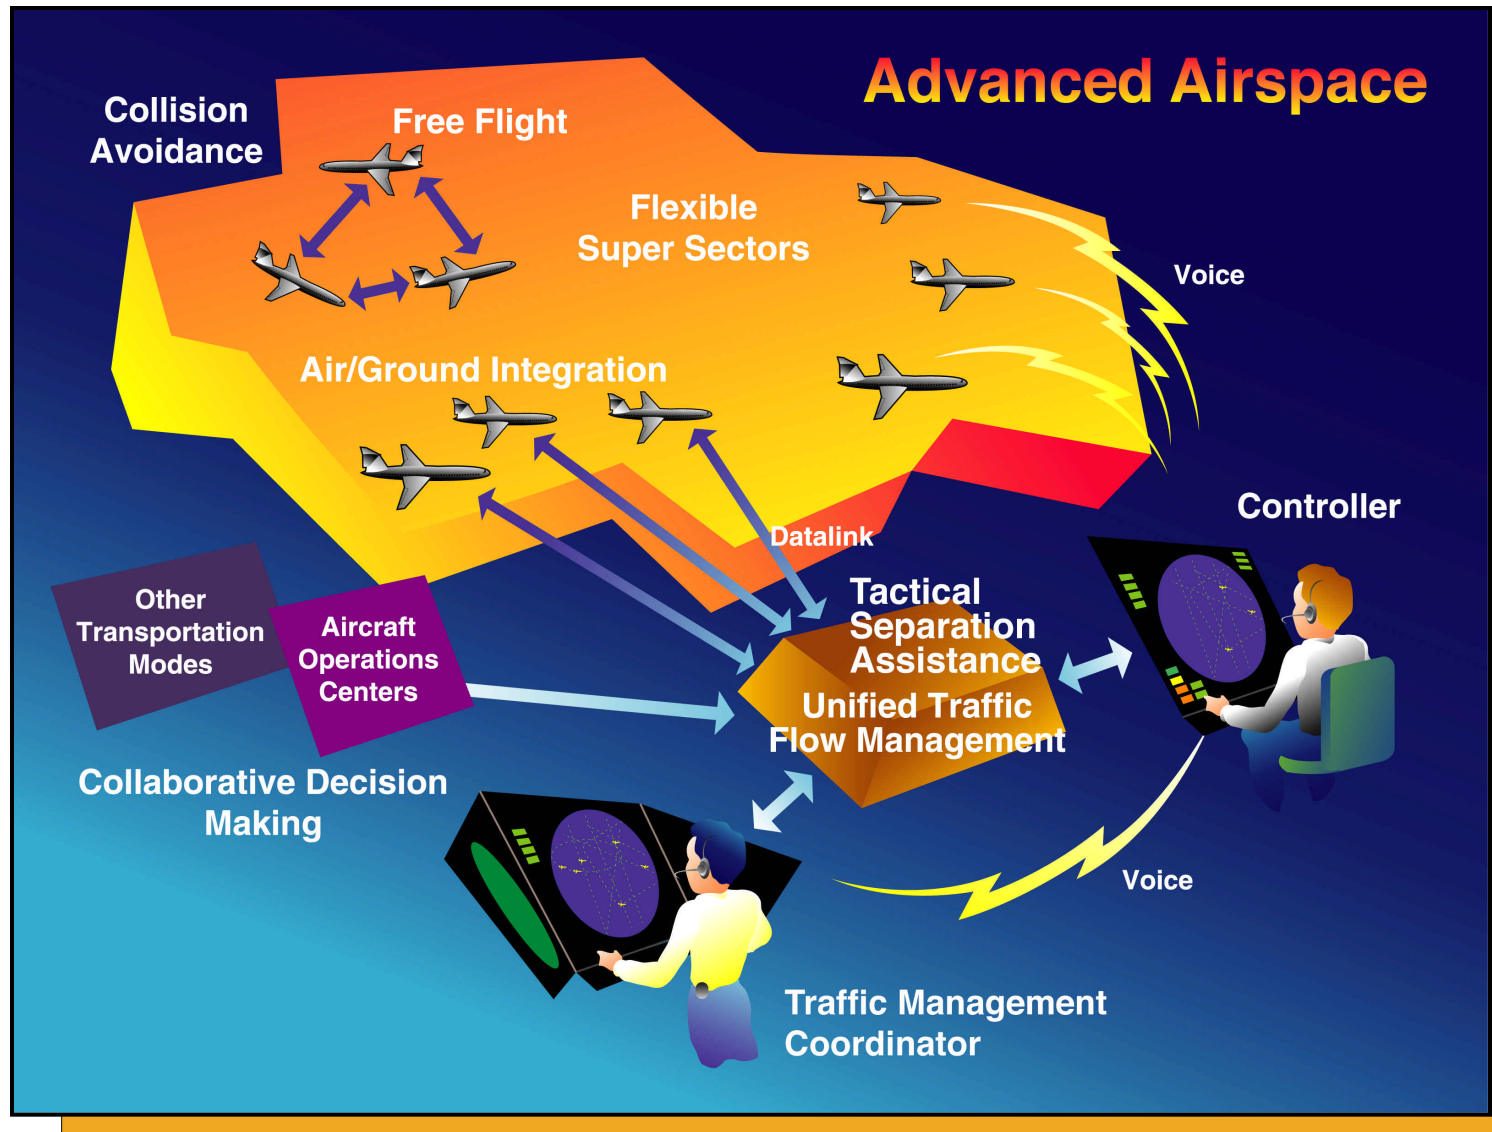 Advanced Airspace
Collision
Avoidance
Free Flight
Flexible
Super Sectors
Voice
Air/Ground Integration
Datalink
Controller
Other
Transportation
Modes
Aircraft
Operations
Centers
Tactical
Separation
Assistance
Unified Traffic
Flow Management
Collaborative Decision
Making
Voice
Traffic Management
Coordinator